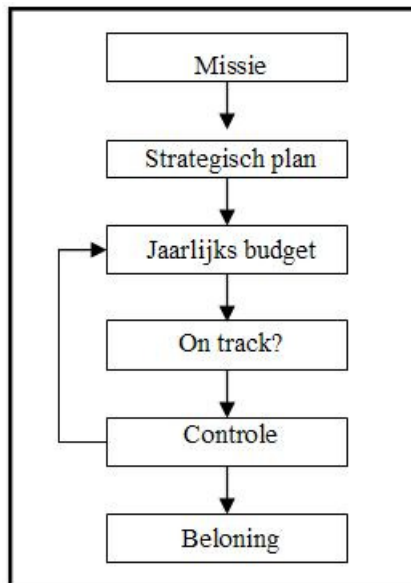 Missie
Strategisch plan
Jaarlijks budget
On track?
Controle
Beloning